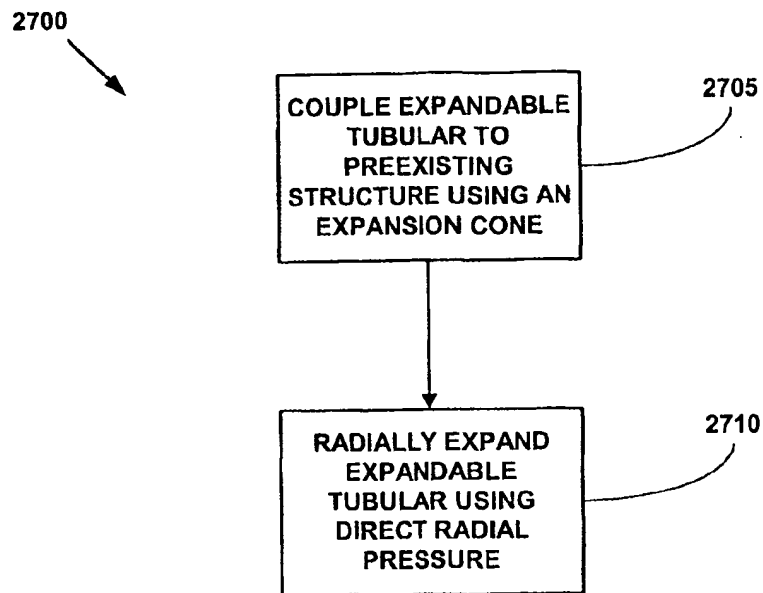 2700
2705
COUPLE EXPANDABLE
TUBULAR TO
PREEXISTING
STRUCTURE USING AN
EXPANSION CONE
2710
RADIALLY EXPAND
EXPANDABLE
TUBULAR USING
DIRECT RADIAL
PRESSURE